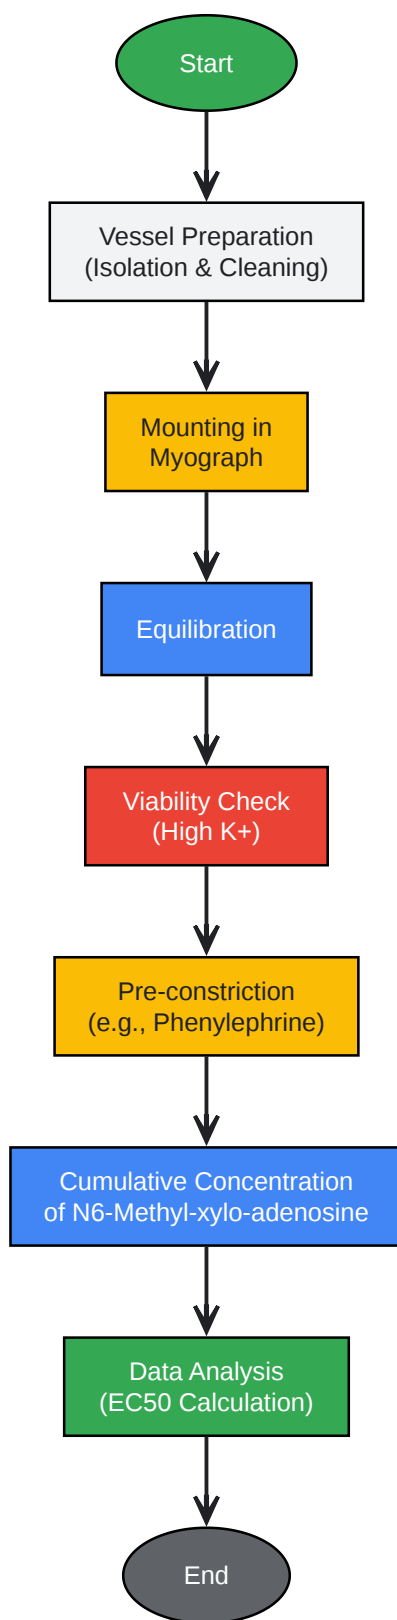 Start
Vessel Preparation
(Isolation & Cleaning)
Mounting in
Myograph
Equilibration
Viability Check
(High K+)
Pre-constriction
(e.g., Phenylephrine)
Cumulative Concentration
of N6-Methyl-xylo-adenosine
Data Analysis
(EC50 Calculation)
End